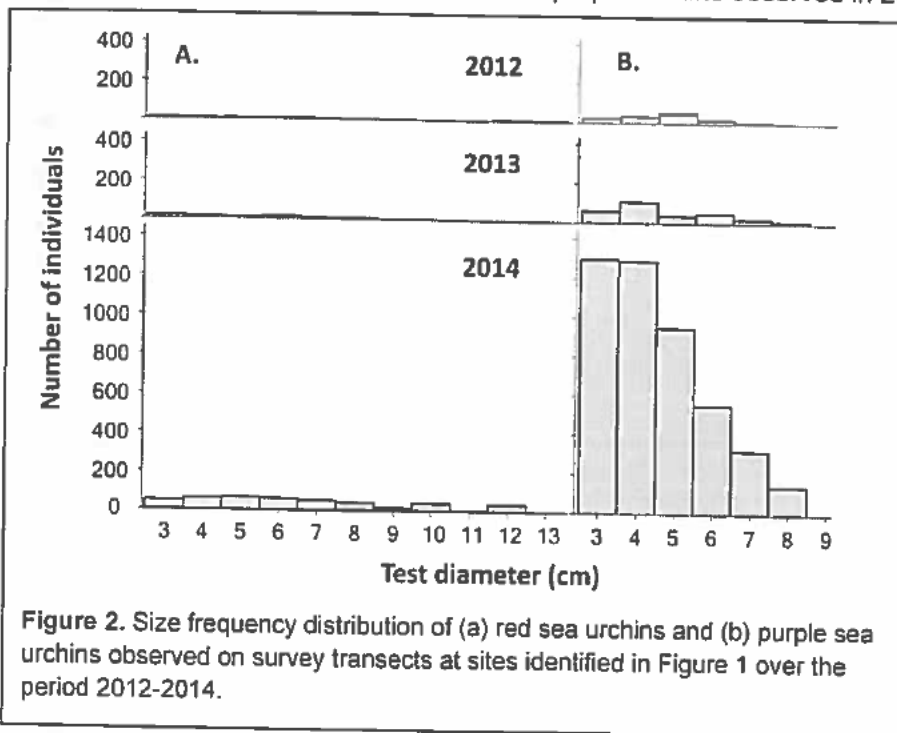 400
A.
2012
B.
200
400
2013
200
1400
2014
1200
1000
800
600
400
200
0
Number of individuals
3 4 5 6 7 8 9 10 11 12 13 3 4 5 6 7 8 9
Test diameter (cm)
Figure 2. Size frequency distribution of (a) red sea urchins and (b) purple sea
urchins observed on survey transects at sites identified in Figure 1 over the
period 2012-2014.